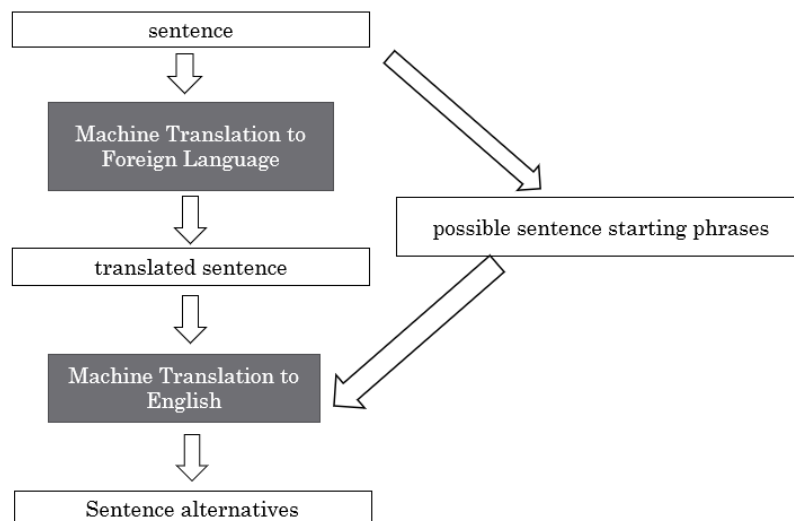 sentence
Machine Translation to
Foreign Language
possible sentence starting phrases
translated sentence
Machine Translation to
English
Sentence alternatives